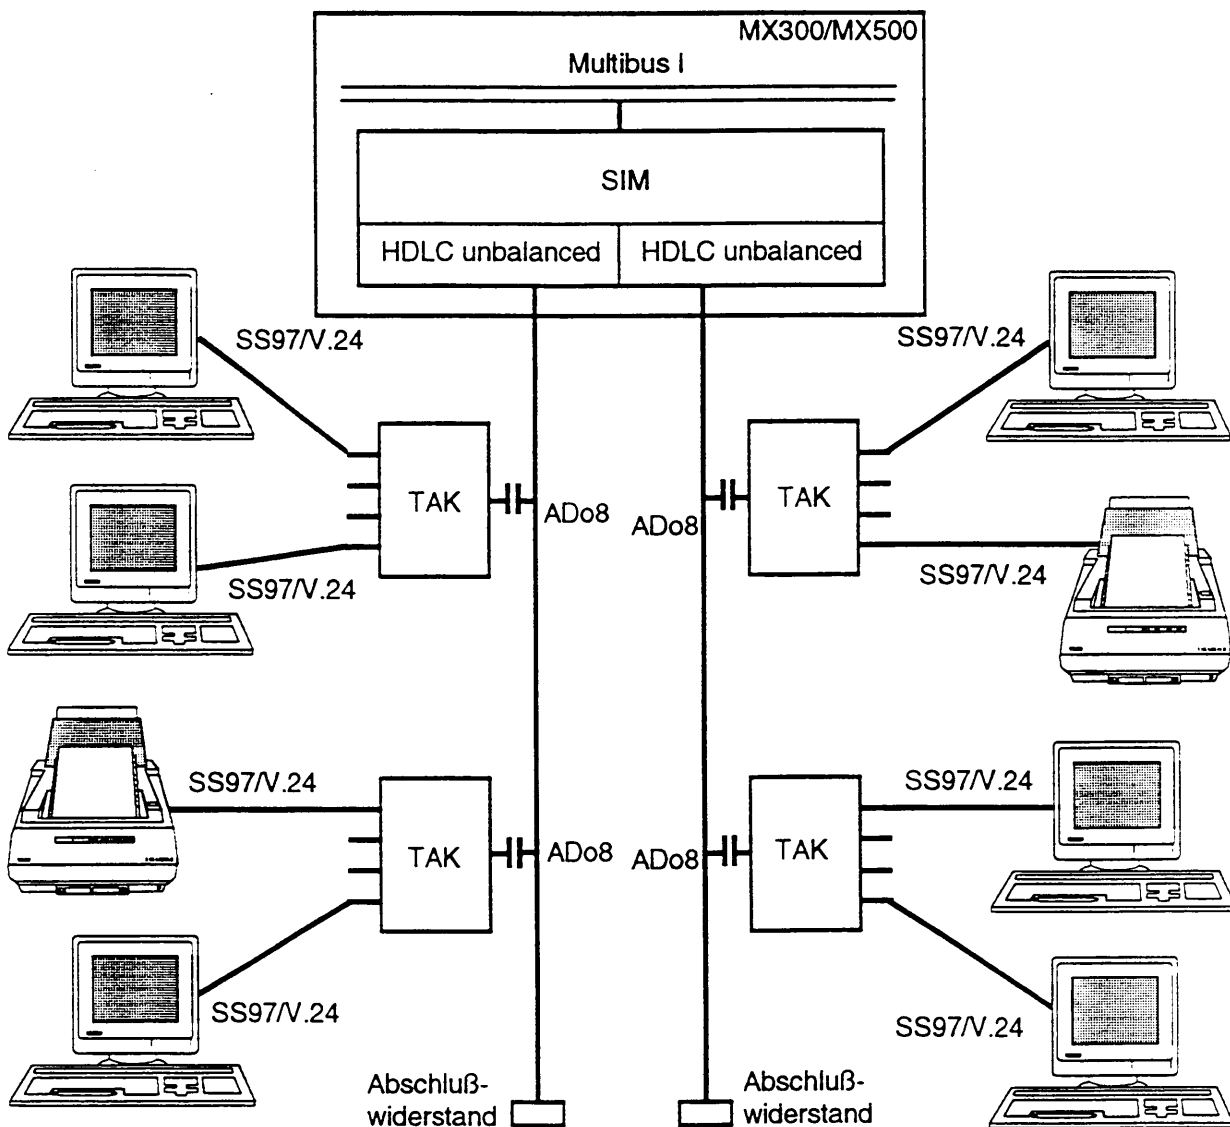 MX300/MX500
Multibus I
SIM
HDLC unbalanced
HDLC unbalanced
SS97/V.24
SS97/V.24
TAK
ADo8
ADo8
TAK
SS97/V.24
SS97/V.24
SS97/V.24
SS97/V.24
TAK
ADo8
ADo8
TAK
SS97/V.24
SS97/V.24
Abschluß-
widerstand
Abschluß-
widerstand